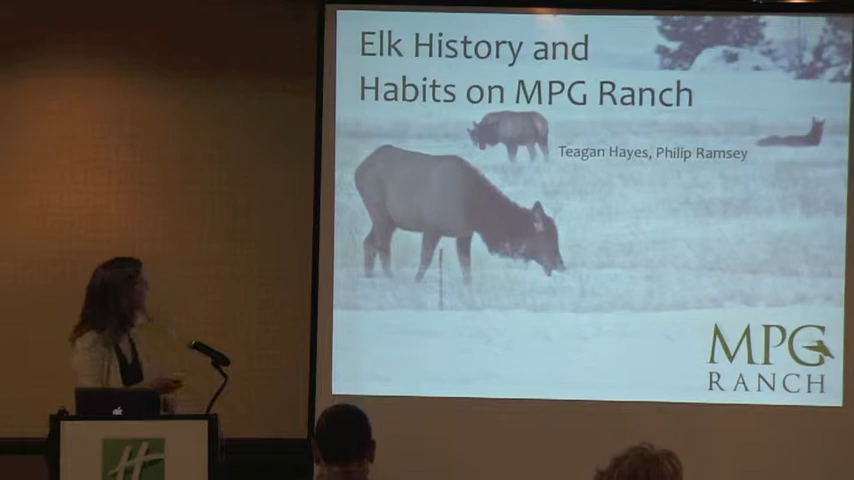 Elk History and
Habits on MPG Ranch
Teagan Hayes, Philip Ramsey
MPG
RANCH
H